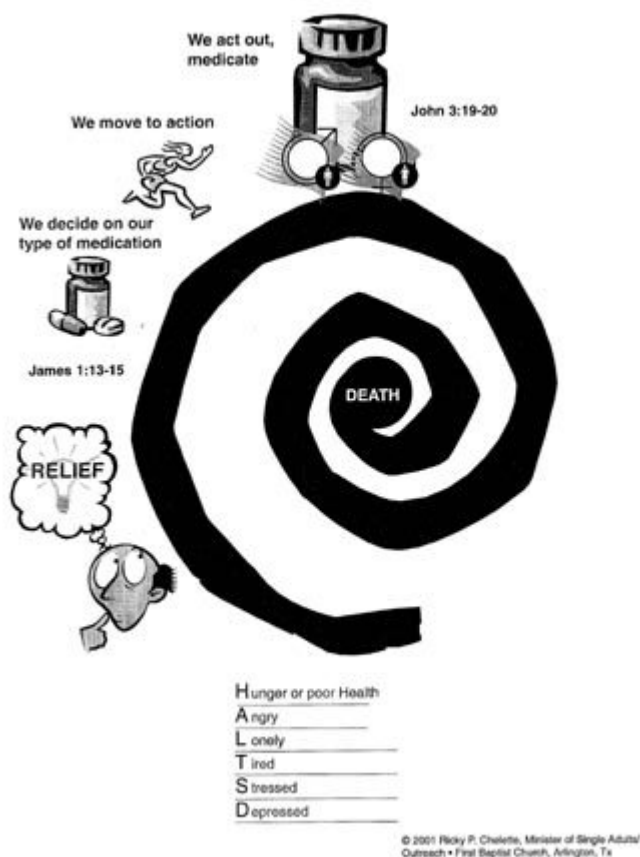 We act out,
medicate
John 3:19-20
We move to action
We decide on our
type of medication
James 1:13-15
DEATH
RELIEF
Hunger or poor Health
Angry
Lonely
Tired
Stressed
Depressed
© 2001 Ricky P. Chelette, Minister of Single Adults/
Outreach • First Baptist Church, Arlington, Tx